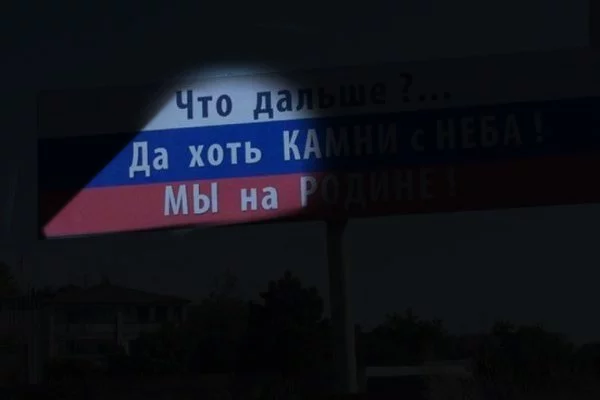 Что дальше ?...
Да хоть КАМНИ с НЕБА !
МЫ на РОДИНЕ !